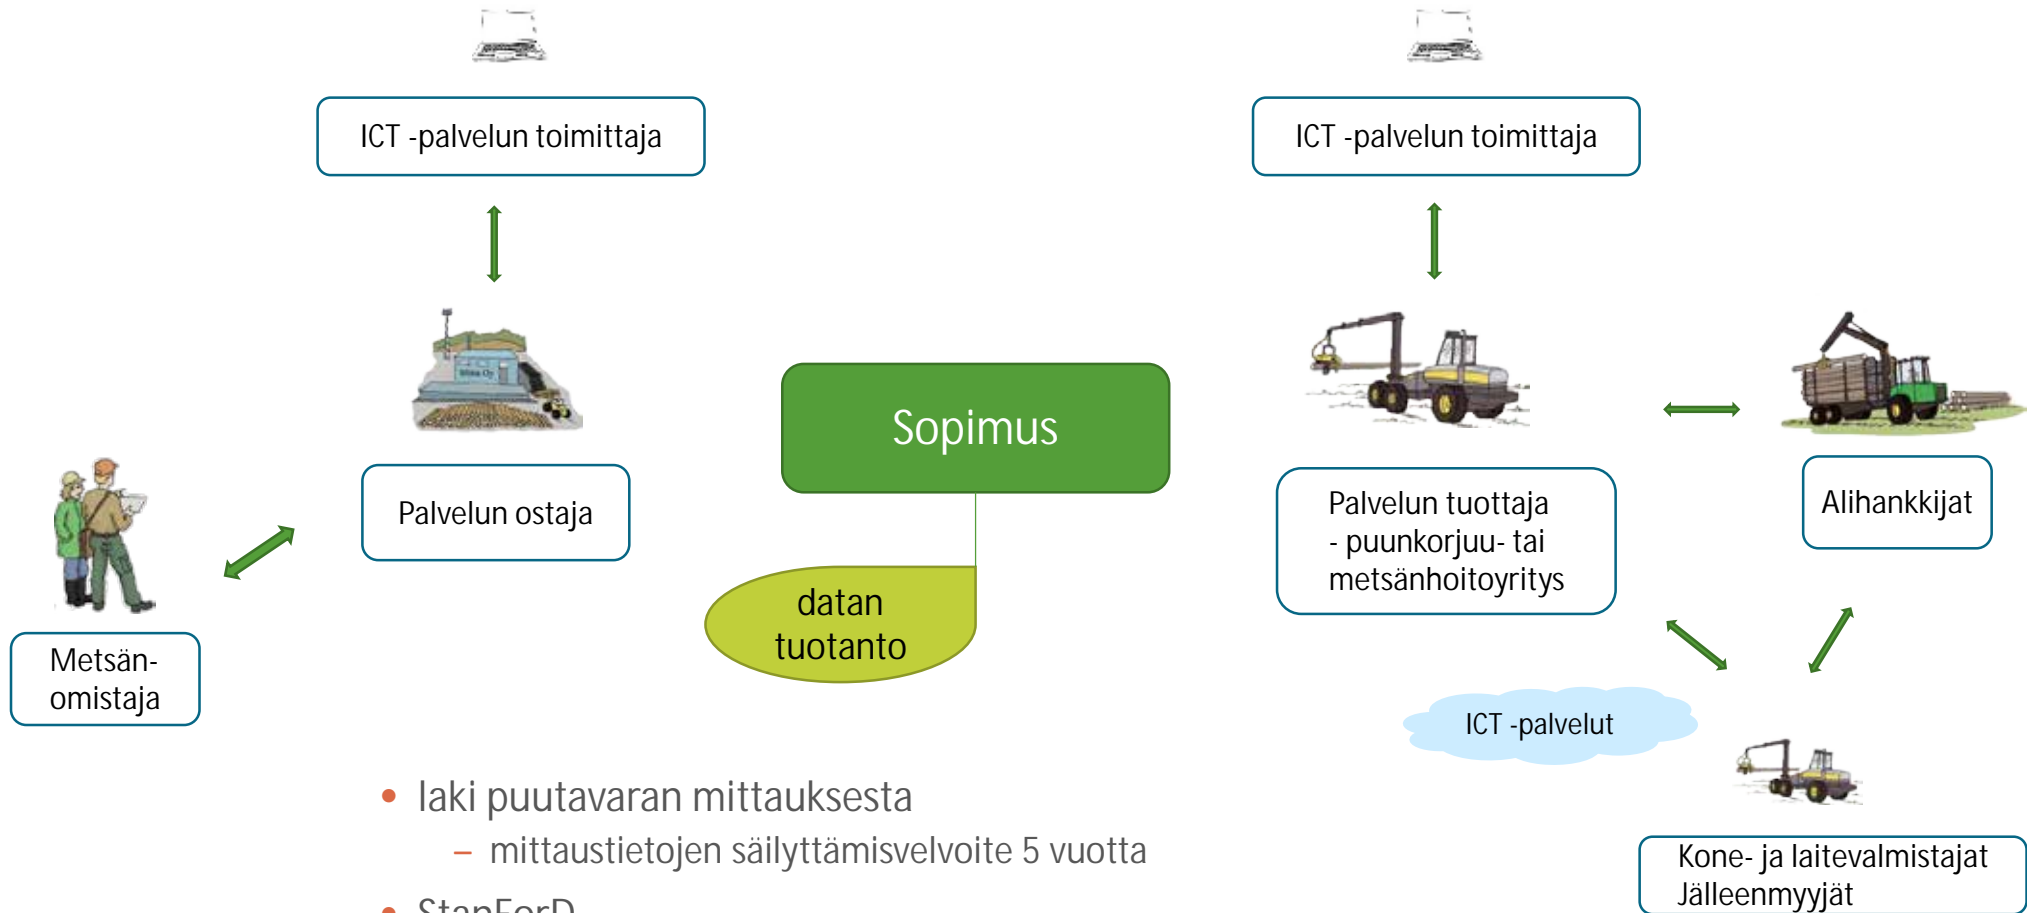 ICT -palvelun toimittaja
ICT -palvelun toimittaja
Sopimus
Palvelun ostaja
Palvelun tuottaja
- puunkorjuu- tai
metsänhoitoyritys
Alihankkijat
datan
tuotanto
Metsän-
omistaja
ICT -palvelut
• laki puutavaran mittauksesta
– mittaustietojen säilyttämisvelvoite 5 vuotta
• StanForD
Kone- ja laitevalmistajat
Jälleenmyyjät